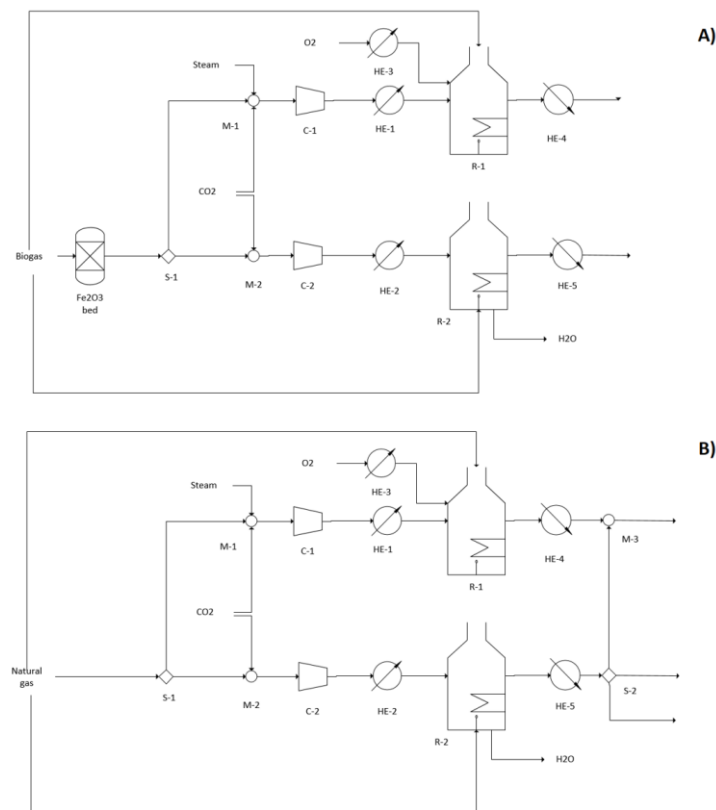 A)
O2
HE-3
Steam
M-1
C-1
HE-1
R-1
HE-4
CO2
Biogas
Fe2O3
bed
S-1
M-2
C-2
HE-2
R-2
HE-5
H2O
B)
O2
HE-3
Steam
M-1
C-1
HE-1
R-1
HE-4
M-3
CO2
Natural
gas
S-1
M-2
C-2
HE-2
R-2
HE-5
S-2
H2O